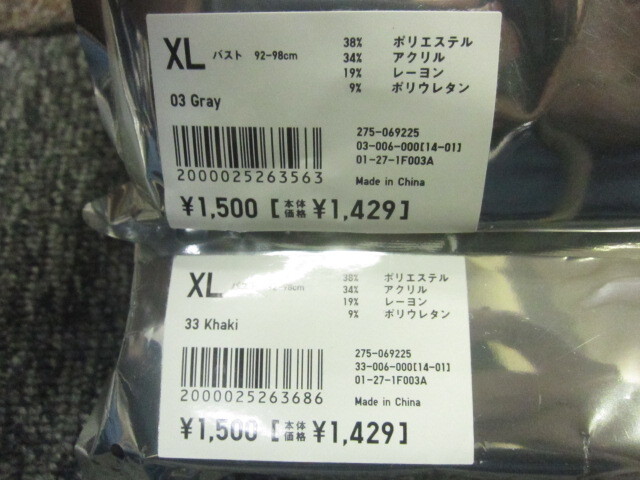 XL バスト 92-98cm
03 Gray
38% ポリエステル
34% アクリル
19% レーヨン
9% ポリウレタン
2000025263563
275-069225
03-006-000[14-01]
01-27-1F003A
Made in China
¥1,500 [本体価格 ¥1,429]
XL バスト 92-98cm
33 Khaki
38% ポリエステル
34% アクリル
19% レーヨン
9% ポリウレタン
2000025263686
275-069225
33-006-000[14-01]
01-27-1F003A
Made in China
¥1,500 [本体価格 ¥1,429]